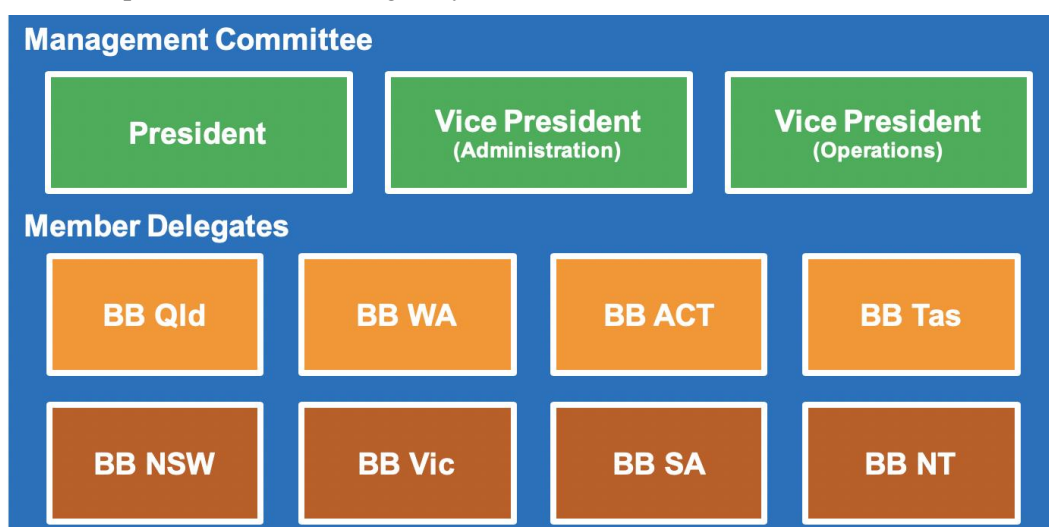 Management Committee
President
Vice President
(Administration)
Vice President
(Operations)
Member Delegates
BB Qld
BB WA
BB ACT
BB Tas
BB NSW
BB Vic
BB SA
BB NT